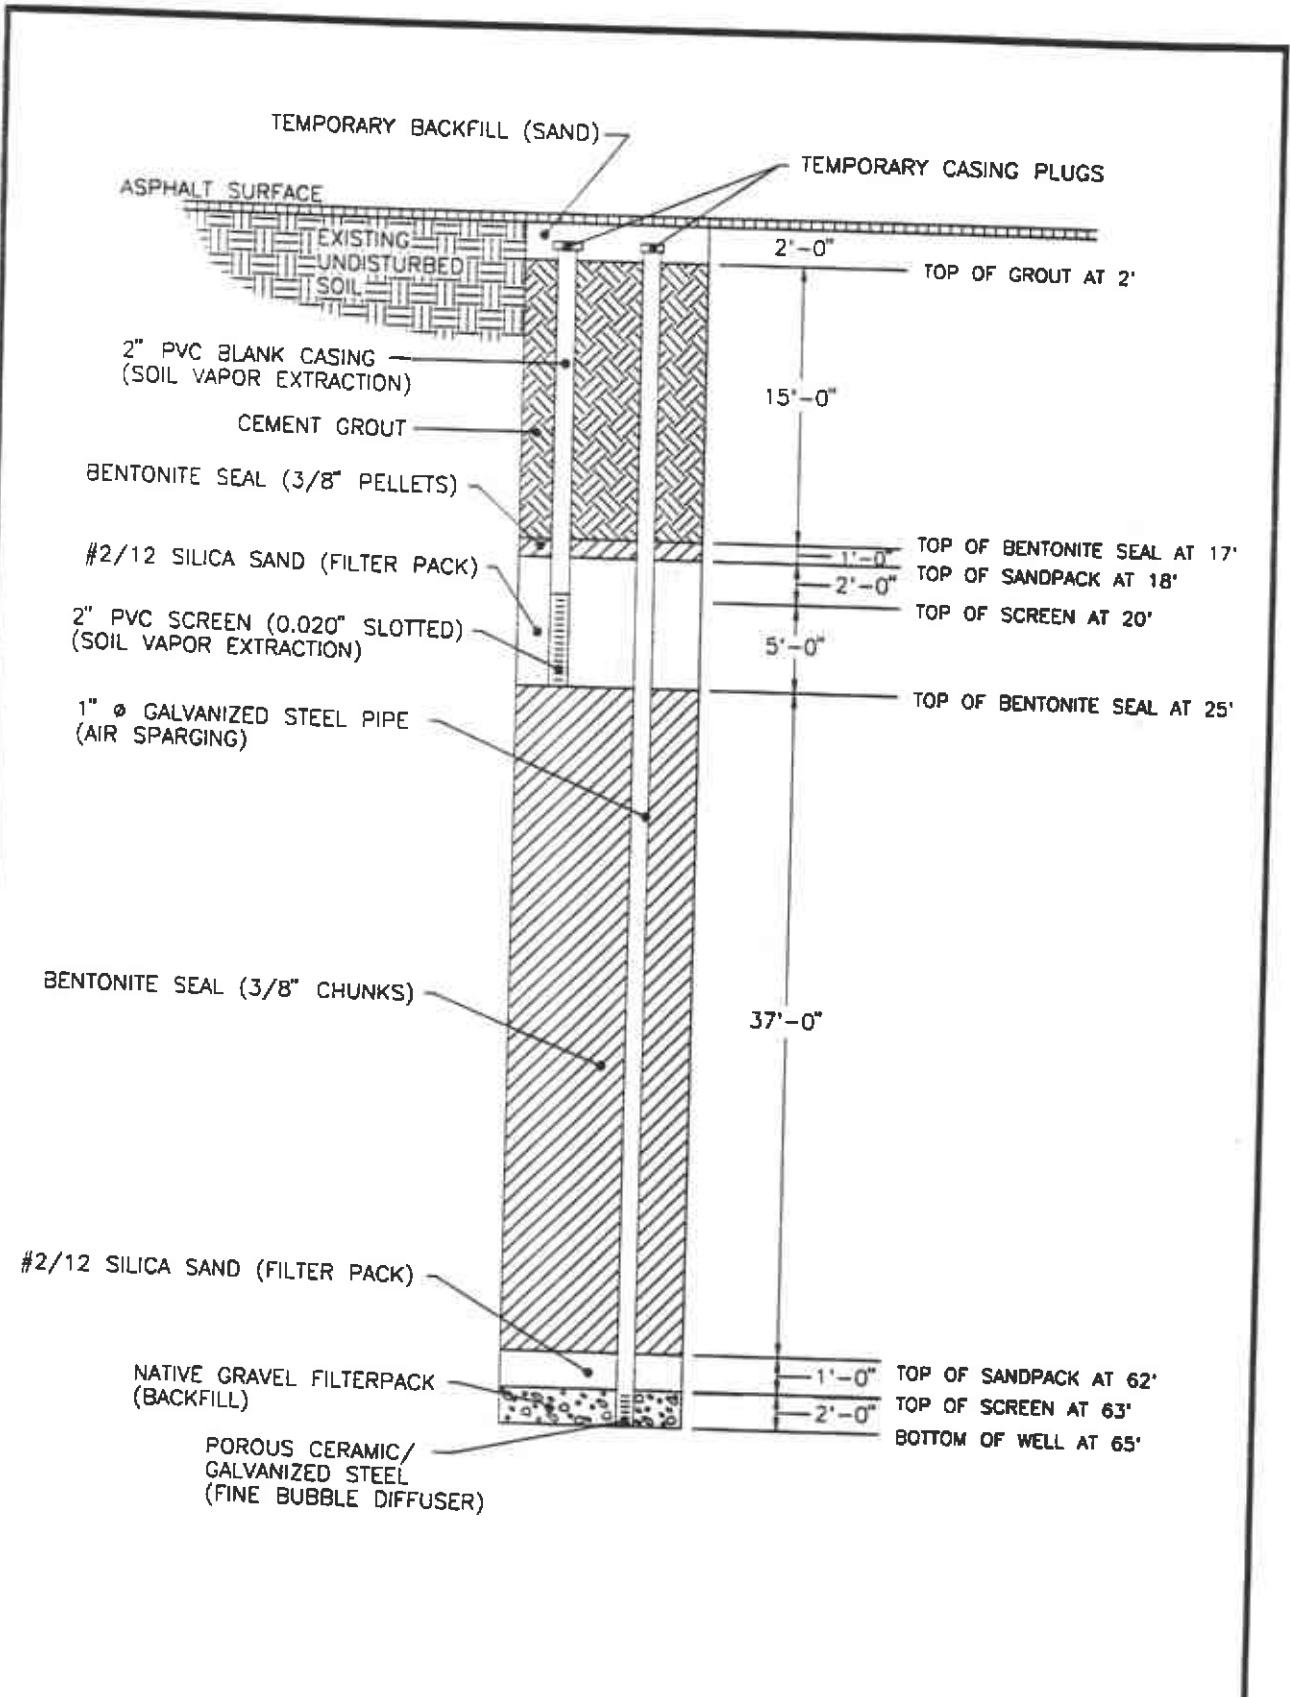 TEMPORARY BACKFILL (SAND)
TEMPORARY CASING PLUGS
ASPHALT SURFACE
EXISTING
UNDISTURBED
SOIL
2'-0"
TOP OF GROUT AT 2'
2" PVC BLANK CASING
(SOIL VAPOR EXTRACTION)
15'-0"
CEMENT GROUT
BENTONITE SEAL (3/8" PELLETS)
TOP OF BENTONITE SEAL AT 17'
1'-0"
#2/12 SILICA SAND (FILTER PACK)
TOP OF SANDPACK AT 18'
2'-0"
TOP OF SCREEN AT 20'
2" PVC SCREEN (0.020" SLOTTED)
(SOIL VAPOR EXTRACTION)
5'-0"
TOP OF BENTONITE SEAL AT 25'
1" ø GALVANIZED STEEL PIPE
(AIR SPARGING)
BENTONITE SEAL (3/8" CHUNKS)
37'-0"
#2/12 SILICA SAND (FILTER PACK)
1'-0"
TOP OF SANDPACK AT 62'
NATIVE GRAVEL FILTERPACK
(BACKFILL)
TOP OF SCREEN AT 63'
2'-0"
BOTTOM OF WELL AT 65'
POROUS CERAMIC/
GALVANIZED STEEL
(FINE BUBBLE DIFFUSER)